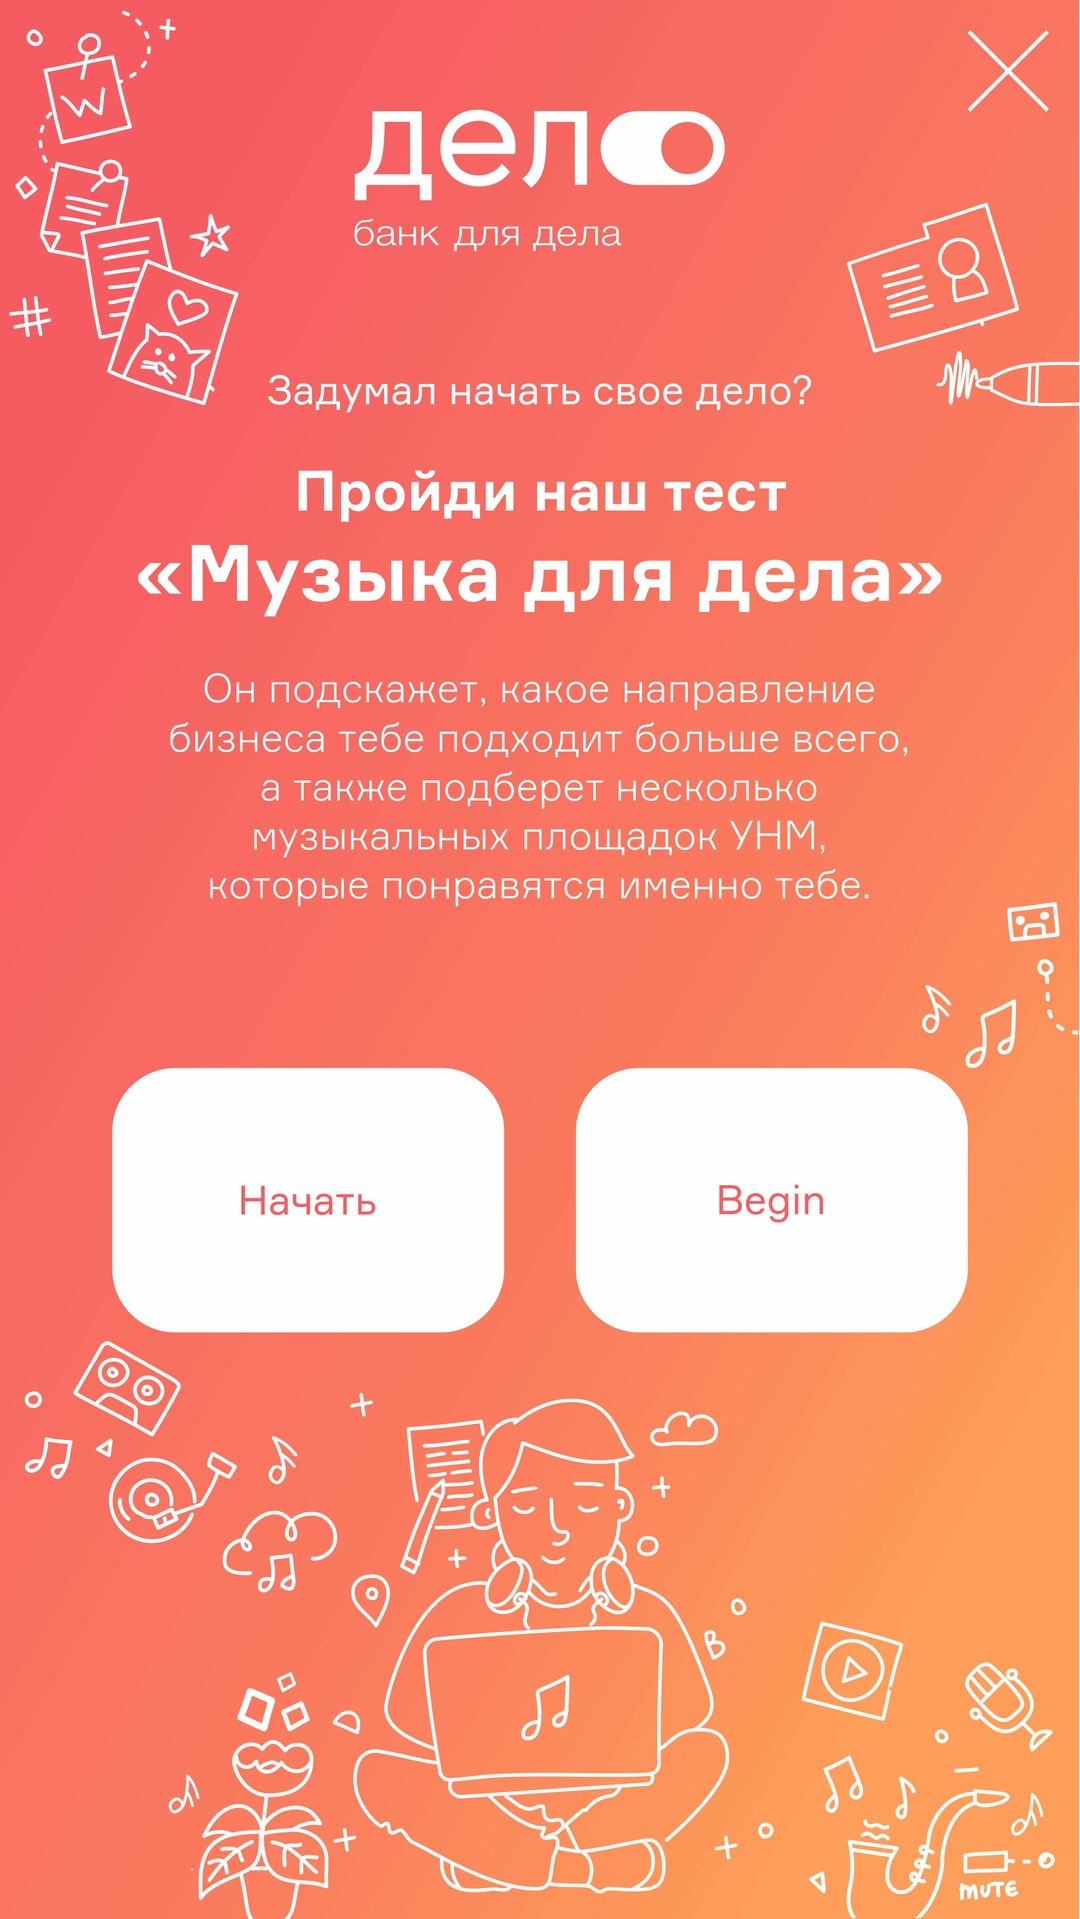 W
дело
банк для дела
#
Задумал начать свое дело?
Пройди наш тест
«Музыка для дела»
Он подскажет, какое направление
бизнеса тебе подходит больше всего,
а также подберет несколько
музыкальных площадок УНМ,
которые понравятся именно тебе.
Начать
Begin
B
MUTE